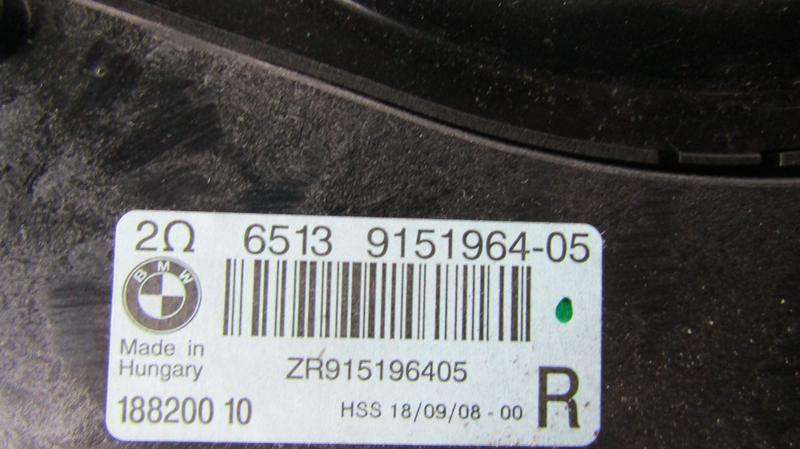 2Ω 6513 9151964-05
BMW
Made in
Hungary
ZR915196405
R
188200 10
HSS 18/09/08 - 00